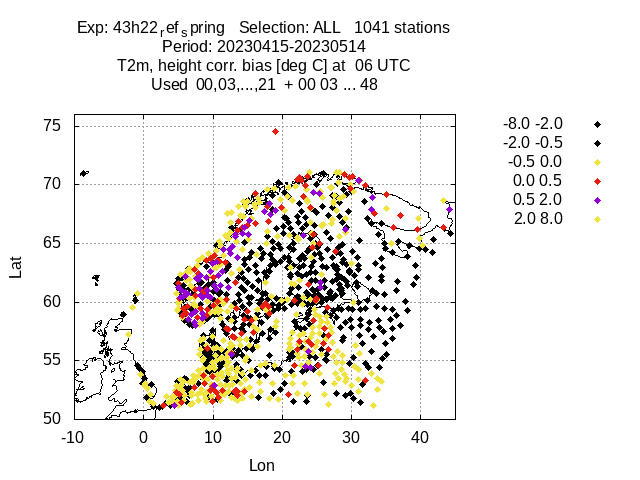 Exp: 43h22refspring Selection: ALL 1041 stations
Period: 20230415-20230514
T2m, height corr. bias [deg C] at 06 UTC
Used 00,03,...,21 + 00 03 ... 48
-8.0 -2.0
-2.0 -0.5
-0.5 0.0
0.0 0.5
0.5 2.0
2.0 8.0
Lat
75
70
65
60
55
50
-10 0 10 20 30 40
Lon